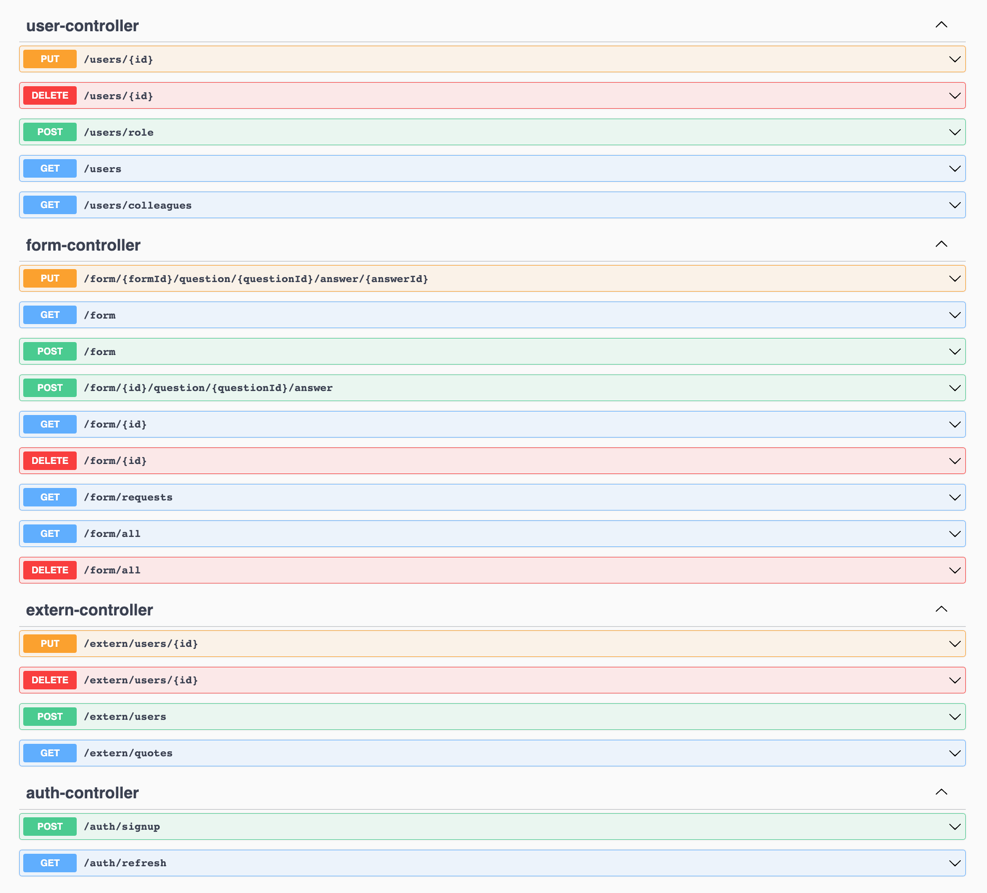 user-controller
PUT /users/{id}
DELETE /users/{id}
POST /users/role
GET /users
GET /users/colleagues
form-controller
PUT /form/{formId}/question/{questionId}/answer/{answerId}
GET /form
POST /form
POST /form/{id}/question/{questionId}/answer
GET /form/{id}
DELETE /form/{id}
GET /form/requests
GET /form/all
DELETE /form/all
extern-controller
PUT /extern/users/{id}
DELETE /extern/users/{id}
POST /extern/users
GET /extern/quotes
auth-controller
POST /auth/signup
GET /auth/refresh